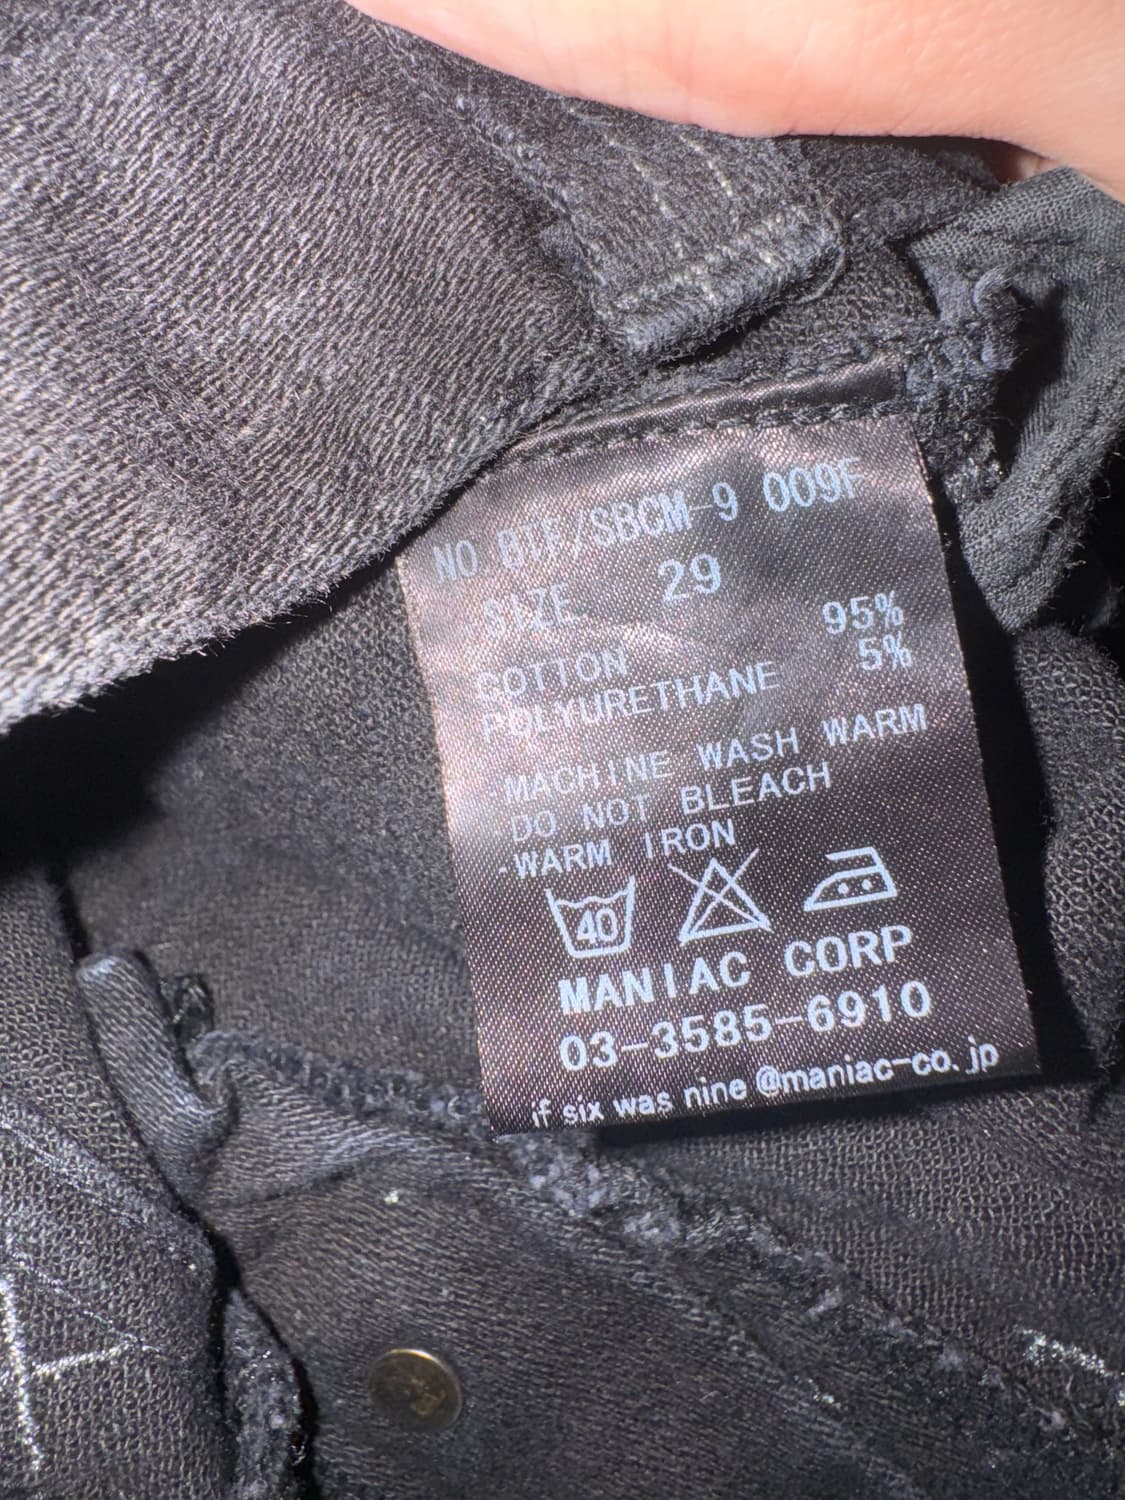 NO.BTF/SBCM-9 009F
SIZE 29
COTTON 95%
POLYURETHANE 5%
·MACHINE WASH WARM
·DO NOT BLEACH
·WARM IRON
40
MANIAC CORP
03-3585-6910
if six was nine @maniac-co.jp